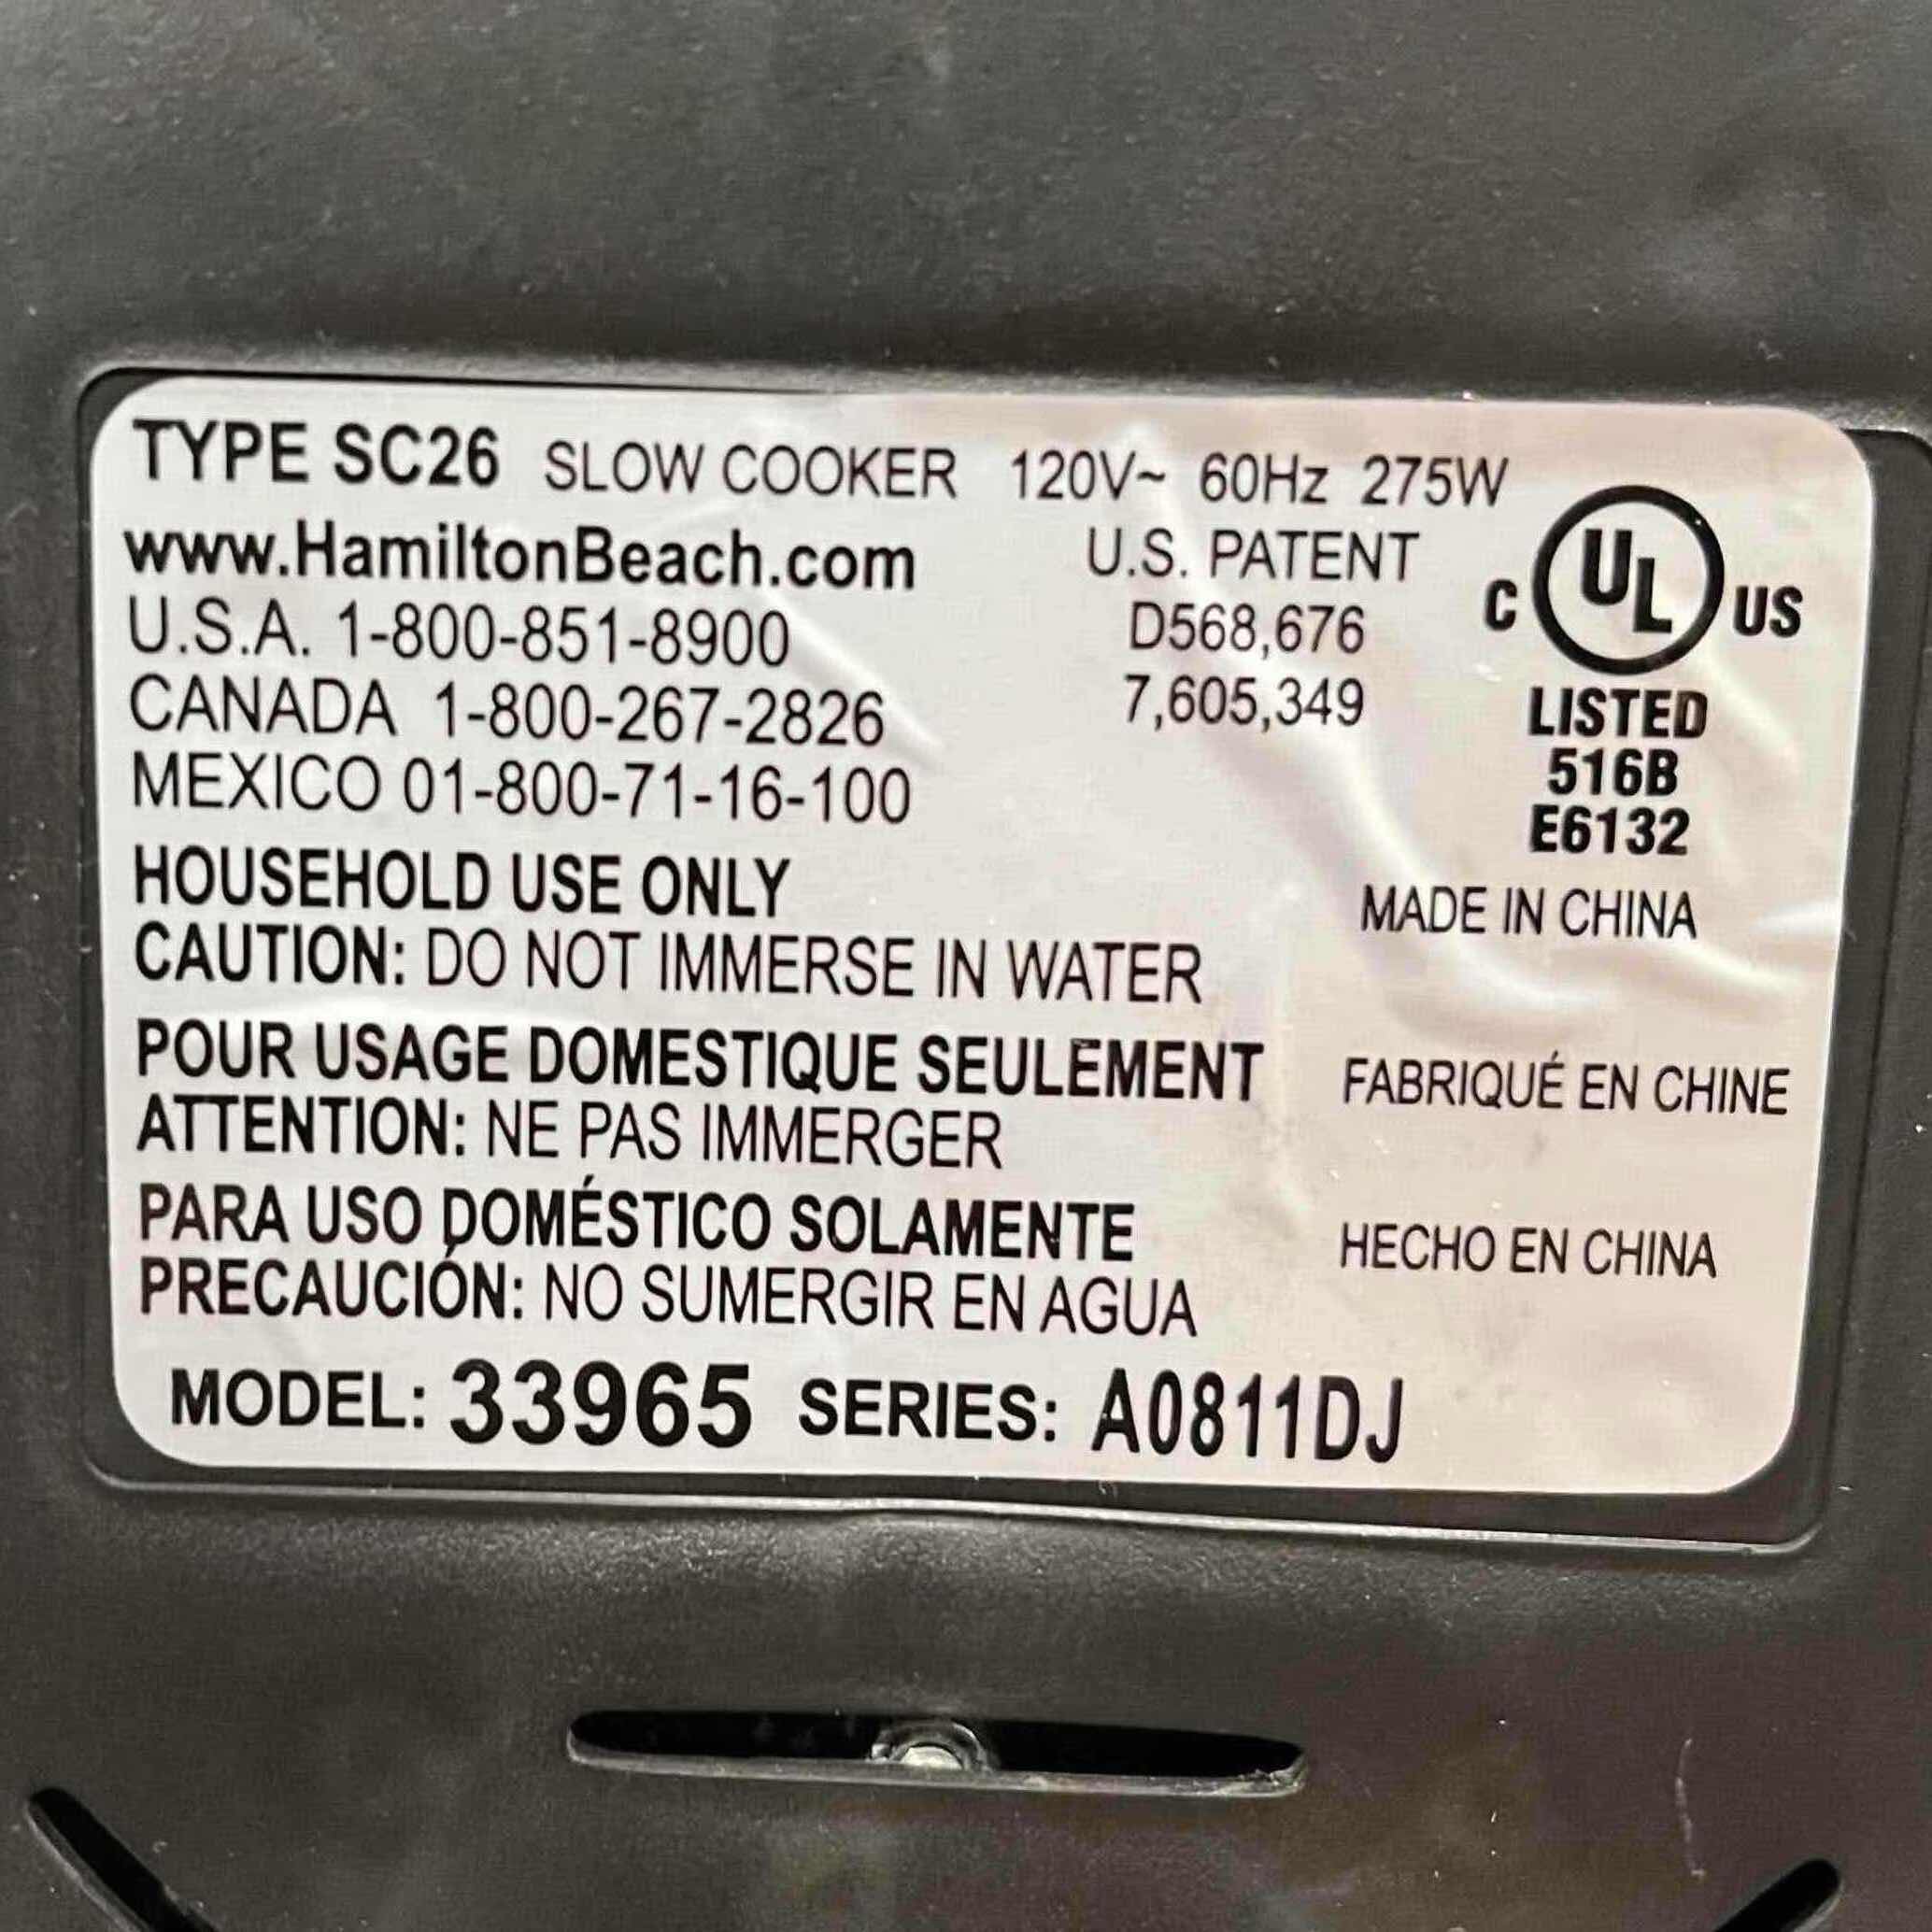 TYPE SC26 SLOW COOKER 120V~ 60Hz 275W
www.HamiltonBeach.com
U.S.A. 1-800-851-8900
CANADA 1-800-267-2826
MEXICO 01-800-71-16-100
U.S. PATENT
D568,676
7,605,349
C UL US
LISTED
516B
E6132
HOUSEHOLD USE ONLY
CAUTION: DO NOT IMMERSE IN WATER
MADE IN CHINA
POUR USAGE DOMESTIQUE SEULEMENT
ATTENTION: NE PAS IMMERGER
FABRIQUÉ EN CHINE
PARA USO DOMÉSTICO SOLAMENTE
PRECAUCIÓN: NO SUMERGIR EN AGUA
HECHO EN CHINA
MODEL: 33965 SERIES: A0811DJ